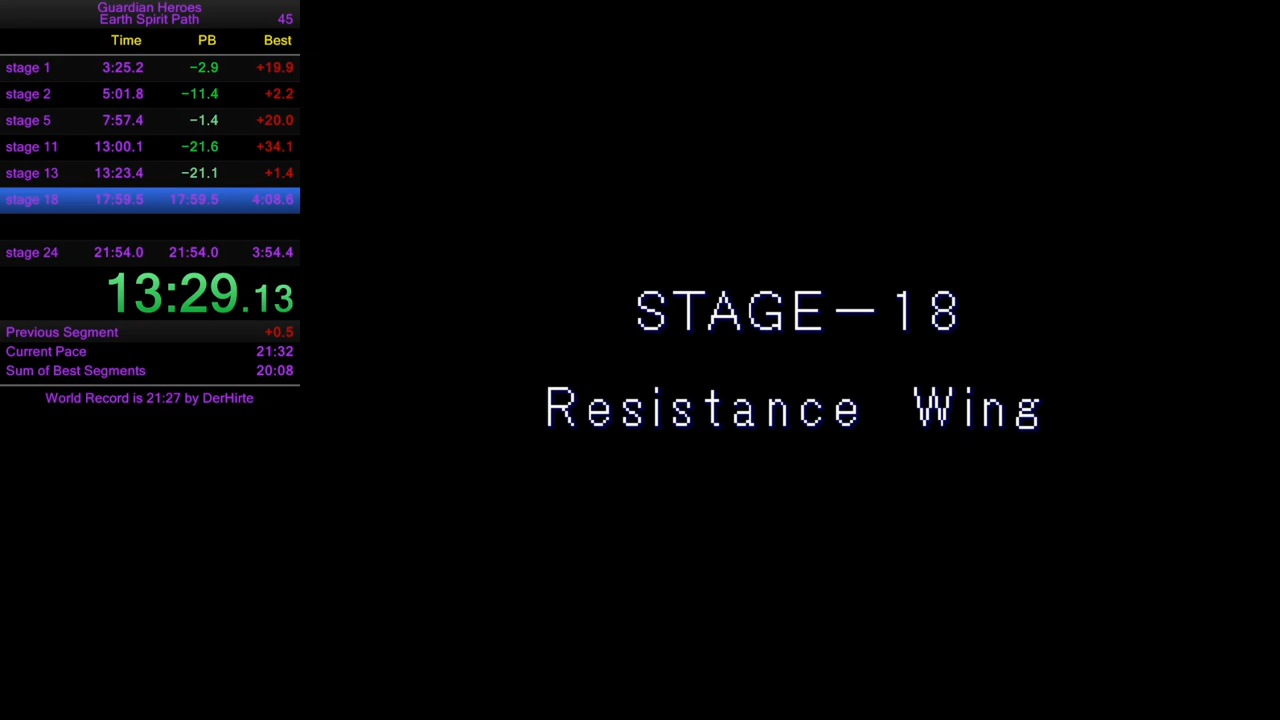 Guardian Heroes
Earth Spirit Path 45
Time PB Best
stage 1 3:25.2 −2.9 +19.9
stage 2 5:01.8 −11.4 +2.2
stage 5 7:57.4 −1.4 +20.0
stage 11 13:00.1 −21.6 +34.1
stage 13 13:23.4 −21.1 +1.4
stage 18 17:59.5 17:59.5 4:08.6
stage 24 21:54.0 21:54.0 3:54.4
13:29.13
Previous Segment +0.5
Current Pace 21:32
Sum of Best Segments 20:08
World Record is 21:27 by DerHirte
STAGE−18
Resistance Wing